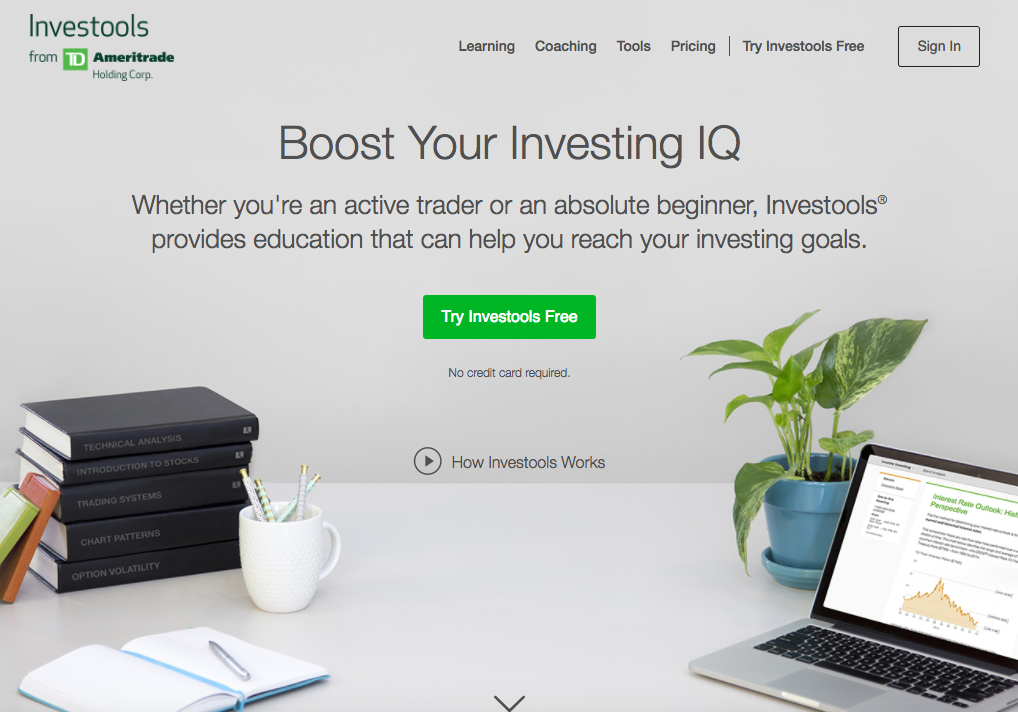 Investools
from TD Ameritrade
Holding Corp.
Learning Coaching Tools Pricing Try Investools Free Sign In
Boost Your Investing IQ
Whether you're an active trader or an absolute beginner, Investools®
provides education that can help you reach your investing goals.
Try Investools Free
No credit card required.
How Investools Works
TECHNICAL ANALYSIS
INTRODUCTION TO STOCKS
TRADING SYSTEMS
CHART PATTERNS
OPTION VOLATILITY
Interest Rate Outlook: Hist
Perspective